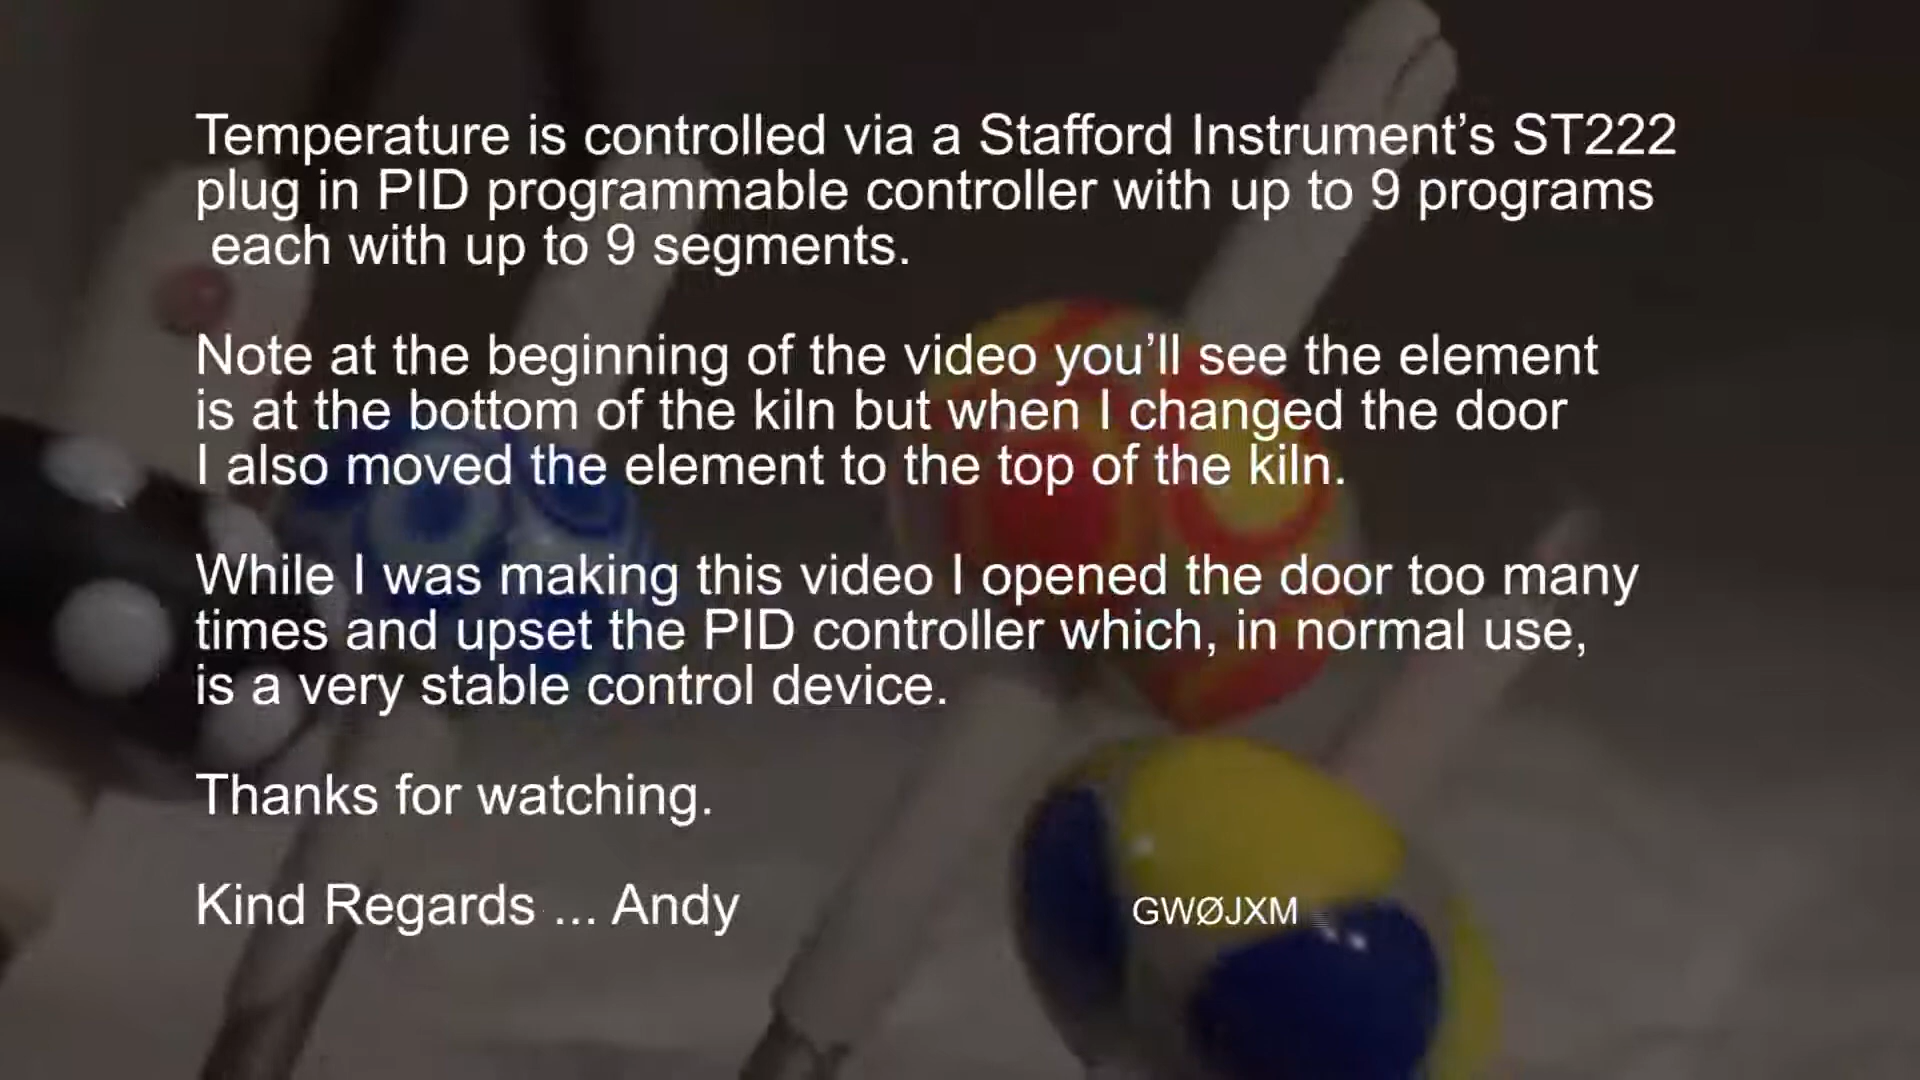 Temperature is controlled via a Stafford Instrument’s ST222
plug in PID programmable controller with up to 9 programs
each with up to 9 segments.
Note at the beginning of the video you’ll see the element
is at the bottom of the kiln but when I changed the door
I also moved the element to the top of the kiln.
While I was making this video I opened the door too many
times and upset the PID controller which, in normal use,
is a very stable control device.
Thanks for watching.
Kind Regards ... Andy GWØJXM